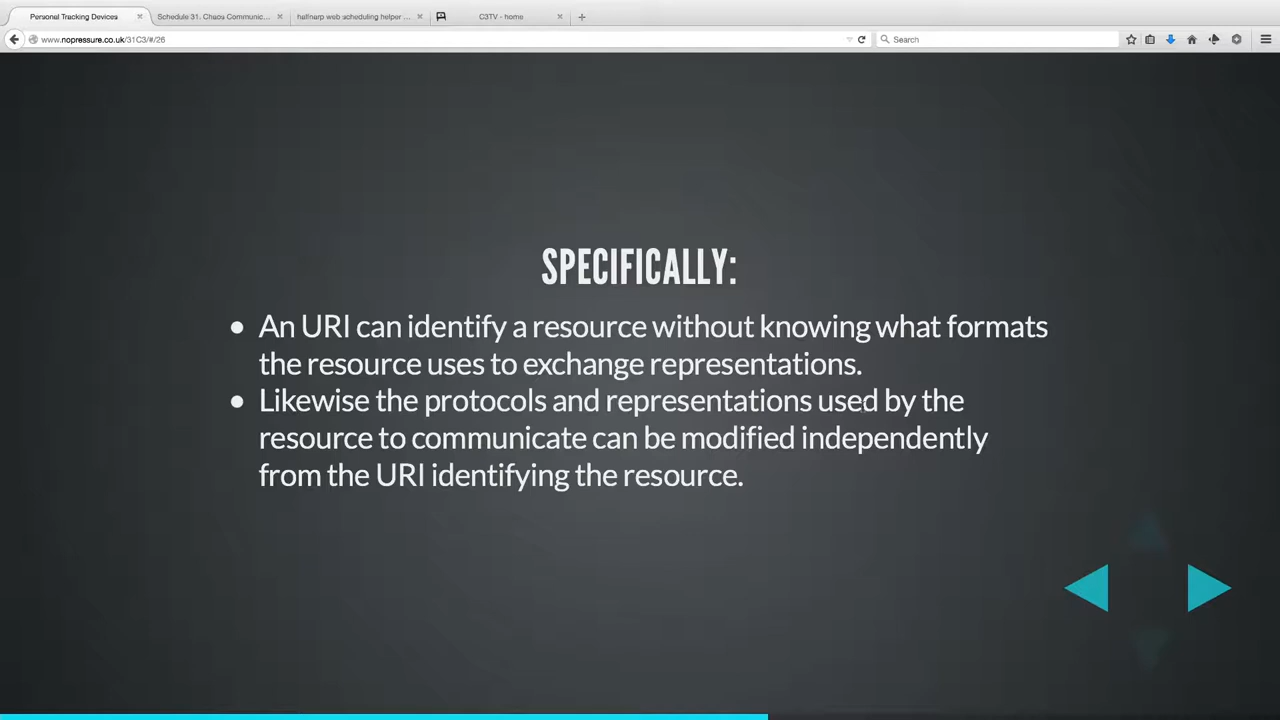 Personal Tracking Devices
Schedule 31. Chaos Communic...
halfnarp web scheduling helper ...
C3TV - home
www.nopressure.co.uk/31C3/#/26
Search
SPECIFICALLY:
• An URI can identify a resource without knowing what formats
the resource uses to exchange representations.
• Likewise the protocols and representations used by the
resource to communicate can be modified independently
from the URI identifying the resource.